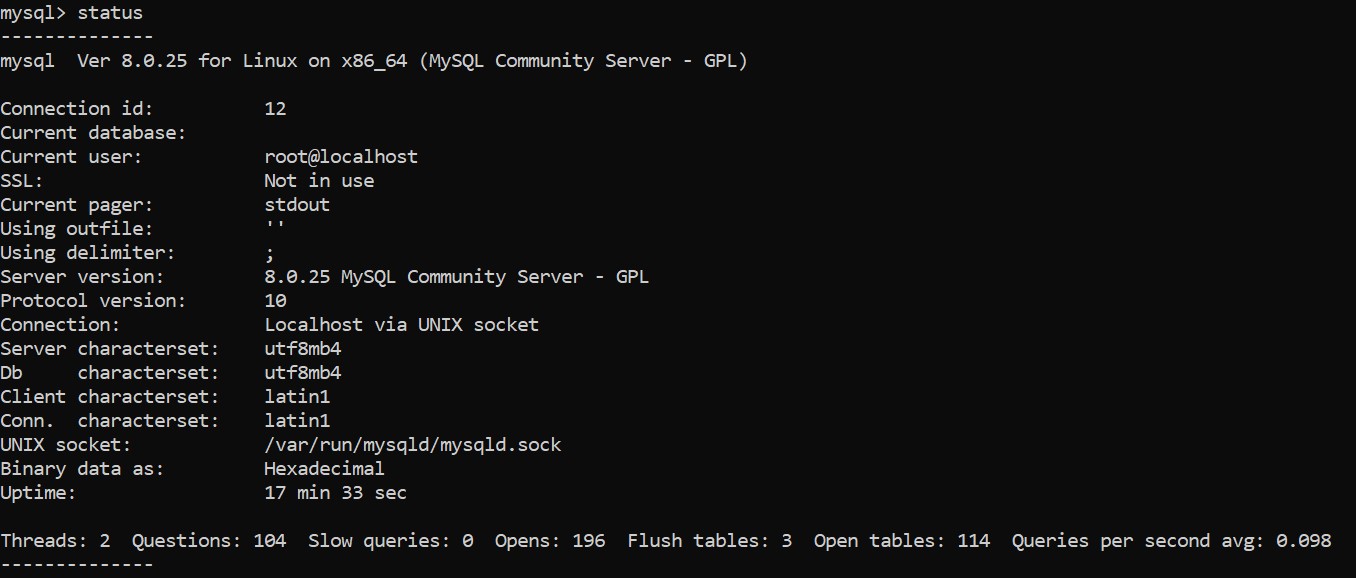 mysql> status
--------------
mysql  Ver 8.0.25 for Linux on x86_64 (MySQL Community Server - GPL)

Connection id:          12
Current database:
Current user:           root@localhost
SSL:                    Not in use
Current pager:          stdout
Using outfile:          ''
Using delimiter:        ;
Server version:         8.0.25 MySQL Community Server - GPL
Protocol version:       10
Connection:             Localhost via UNIX socket
Server characterset:    utf8mb4
Db     characterset:    utf8mb4
Client characterset:    latin1
Conn.  characterset:    latin1
UNIX socket:            /var/run/mysqld/mysqld.sock
Binary data as:         Hexadecimal
Uptime:                 17 min 33 sec

Threads: 2  Questions: 104  Slow queries: 0  Opens: 196  Flush tables: 3  Open tables: 114  Queries per second avg: 0.098
--------------